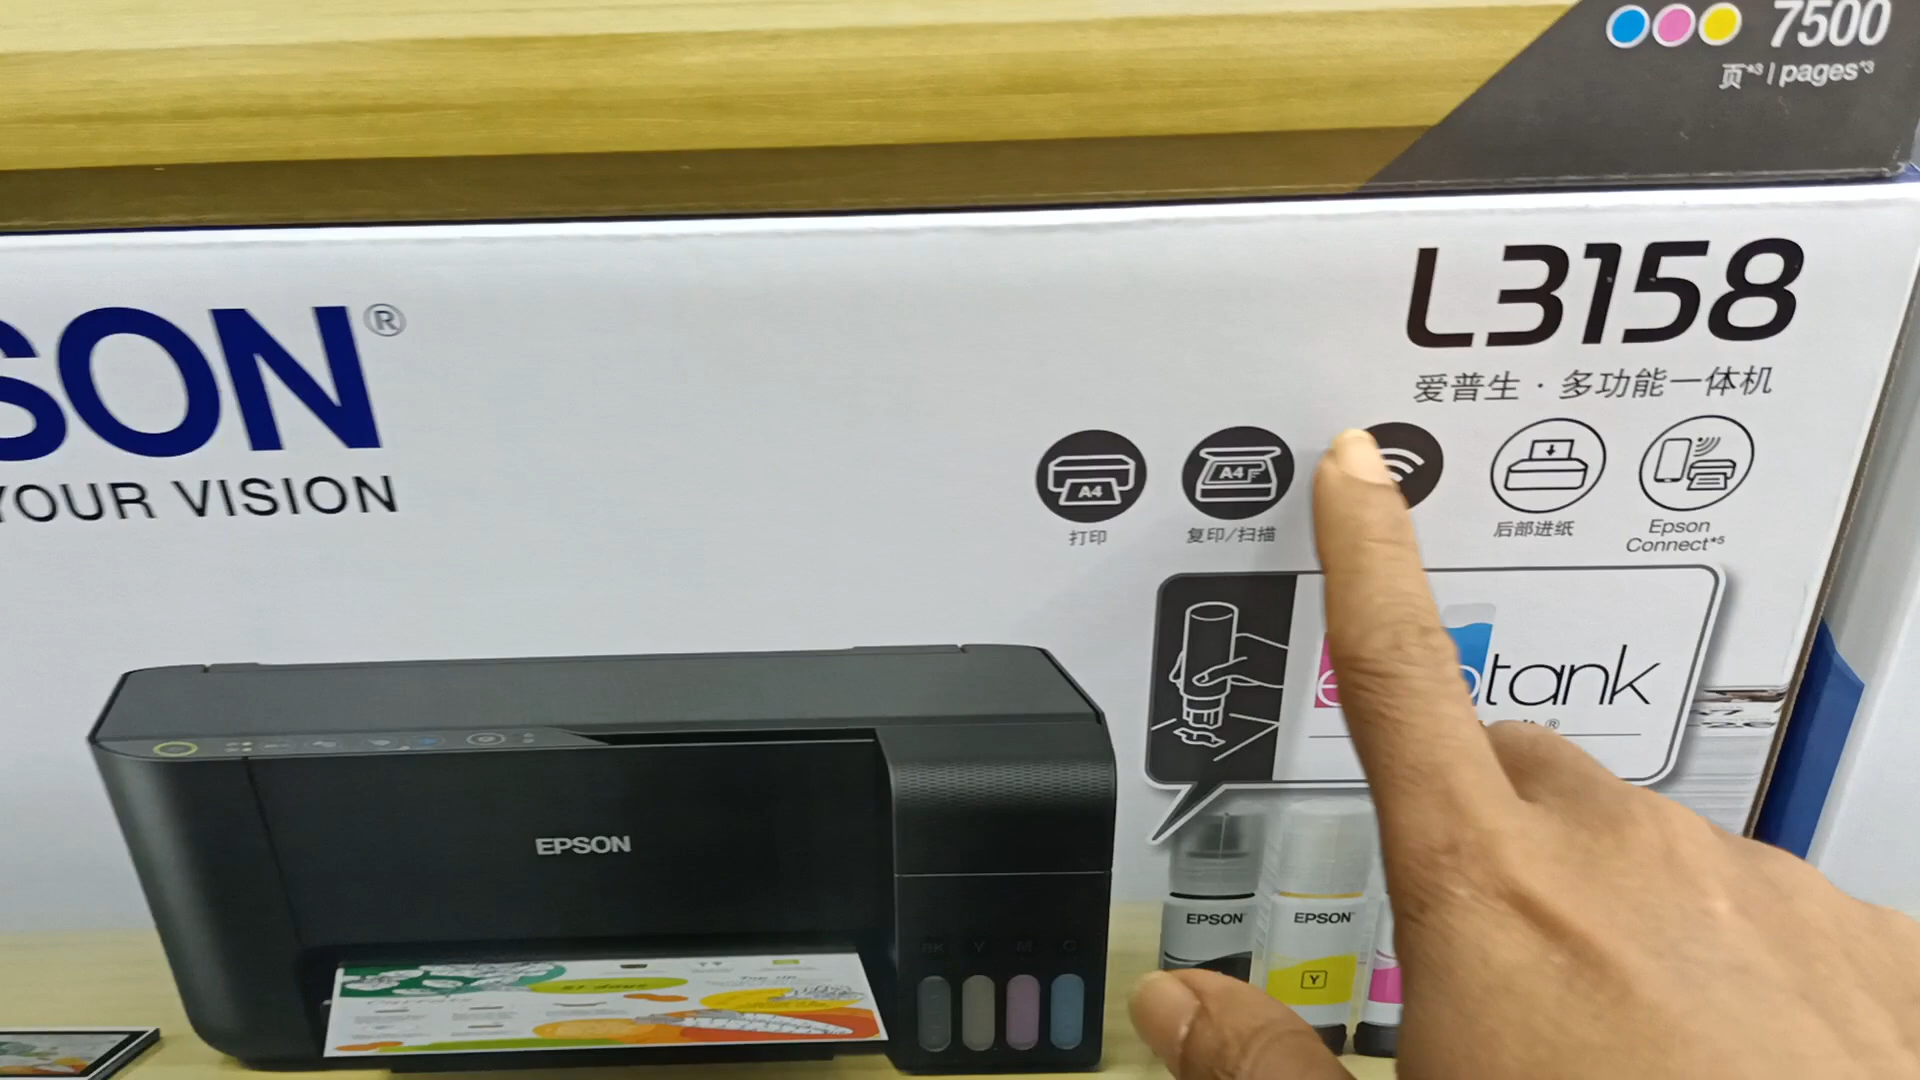 7500
页*3 | pages*3
SON®
YOUR VISION
L3158
爱普生·多功能一体机
A4
A4
打印
复印/扫描
后部进纸
Epson
Connect*5
tank
®
EPSON
BK Y M C
EPSON
EPSON
Y